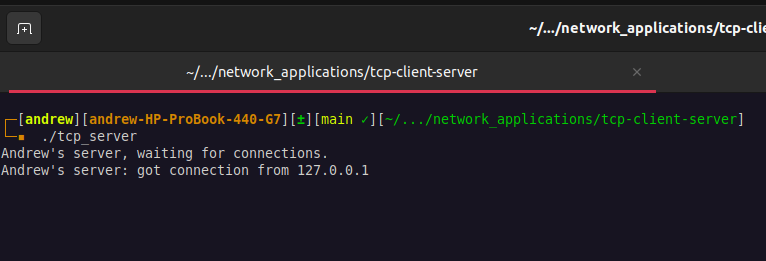 ~/.../network_applications/tcp-clie
~/.../network_applications/tcp-client-server ×
┌─[andrew][andrew-HP-ProBook-440-G7][±][main ✓][~/.../network_applications/tcp-client-server]
└─▪ ./tcp_server
Andrew's server, waiting for connections.
Andrew's server: got connection from 127.0.0.1